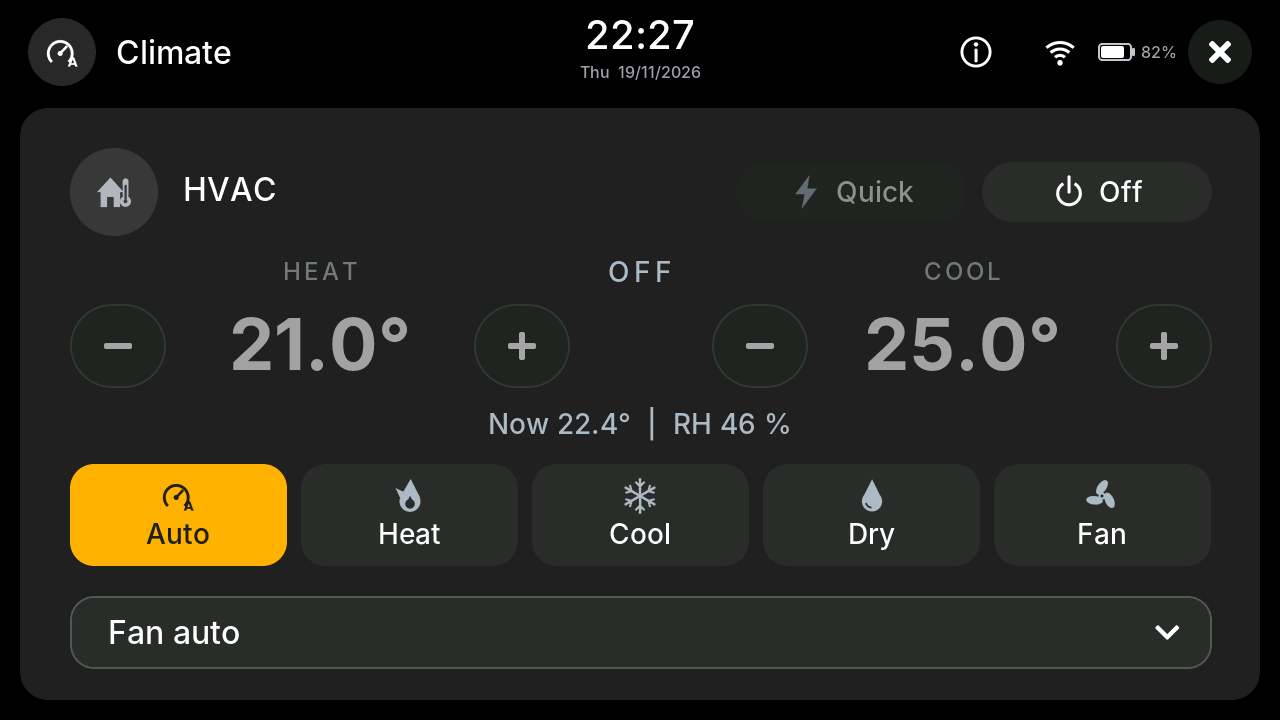 Climate
22:27
Thu 19/11/2026
82%
HVAC
Quick
Off
HEAT
OFF
COOL
21.0°
25.0°
Now 22.4° | RH 46 %
Auto
Heat
Cool
Dry
Fan
Fan auto